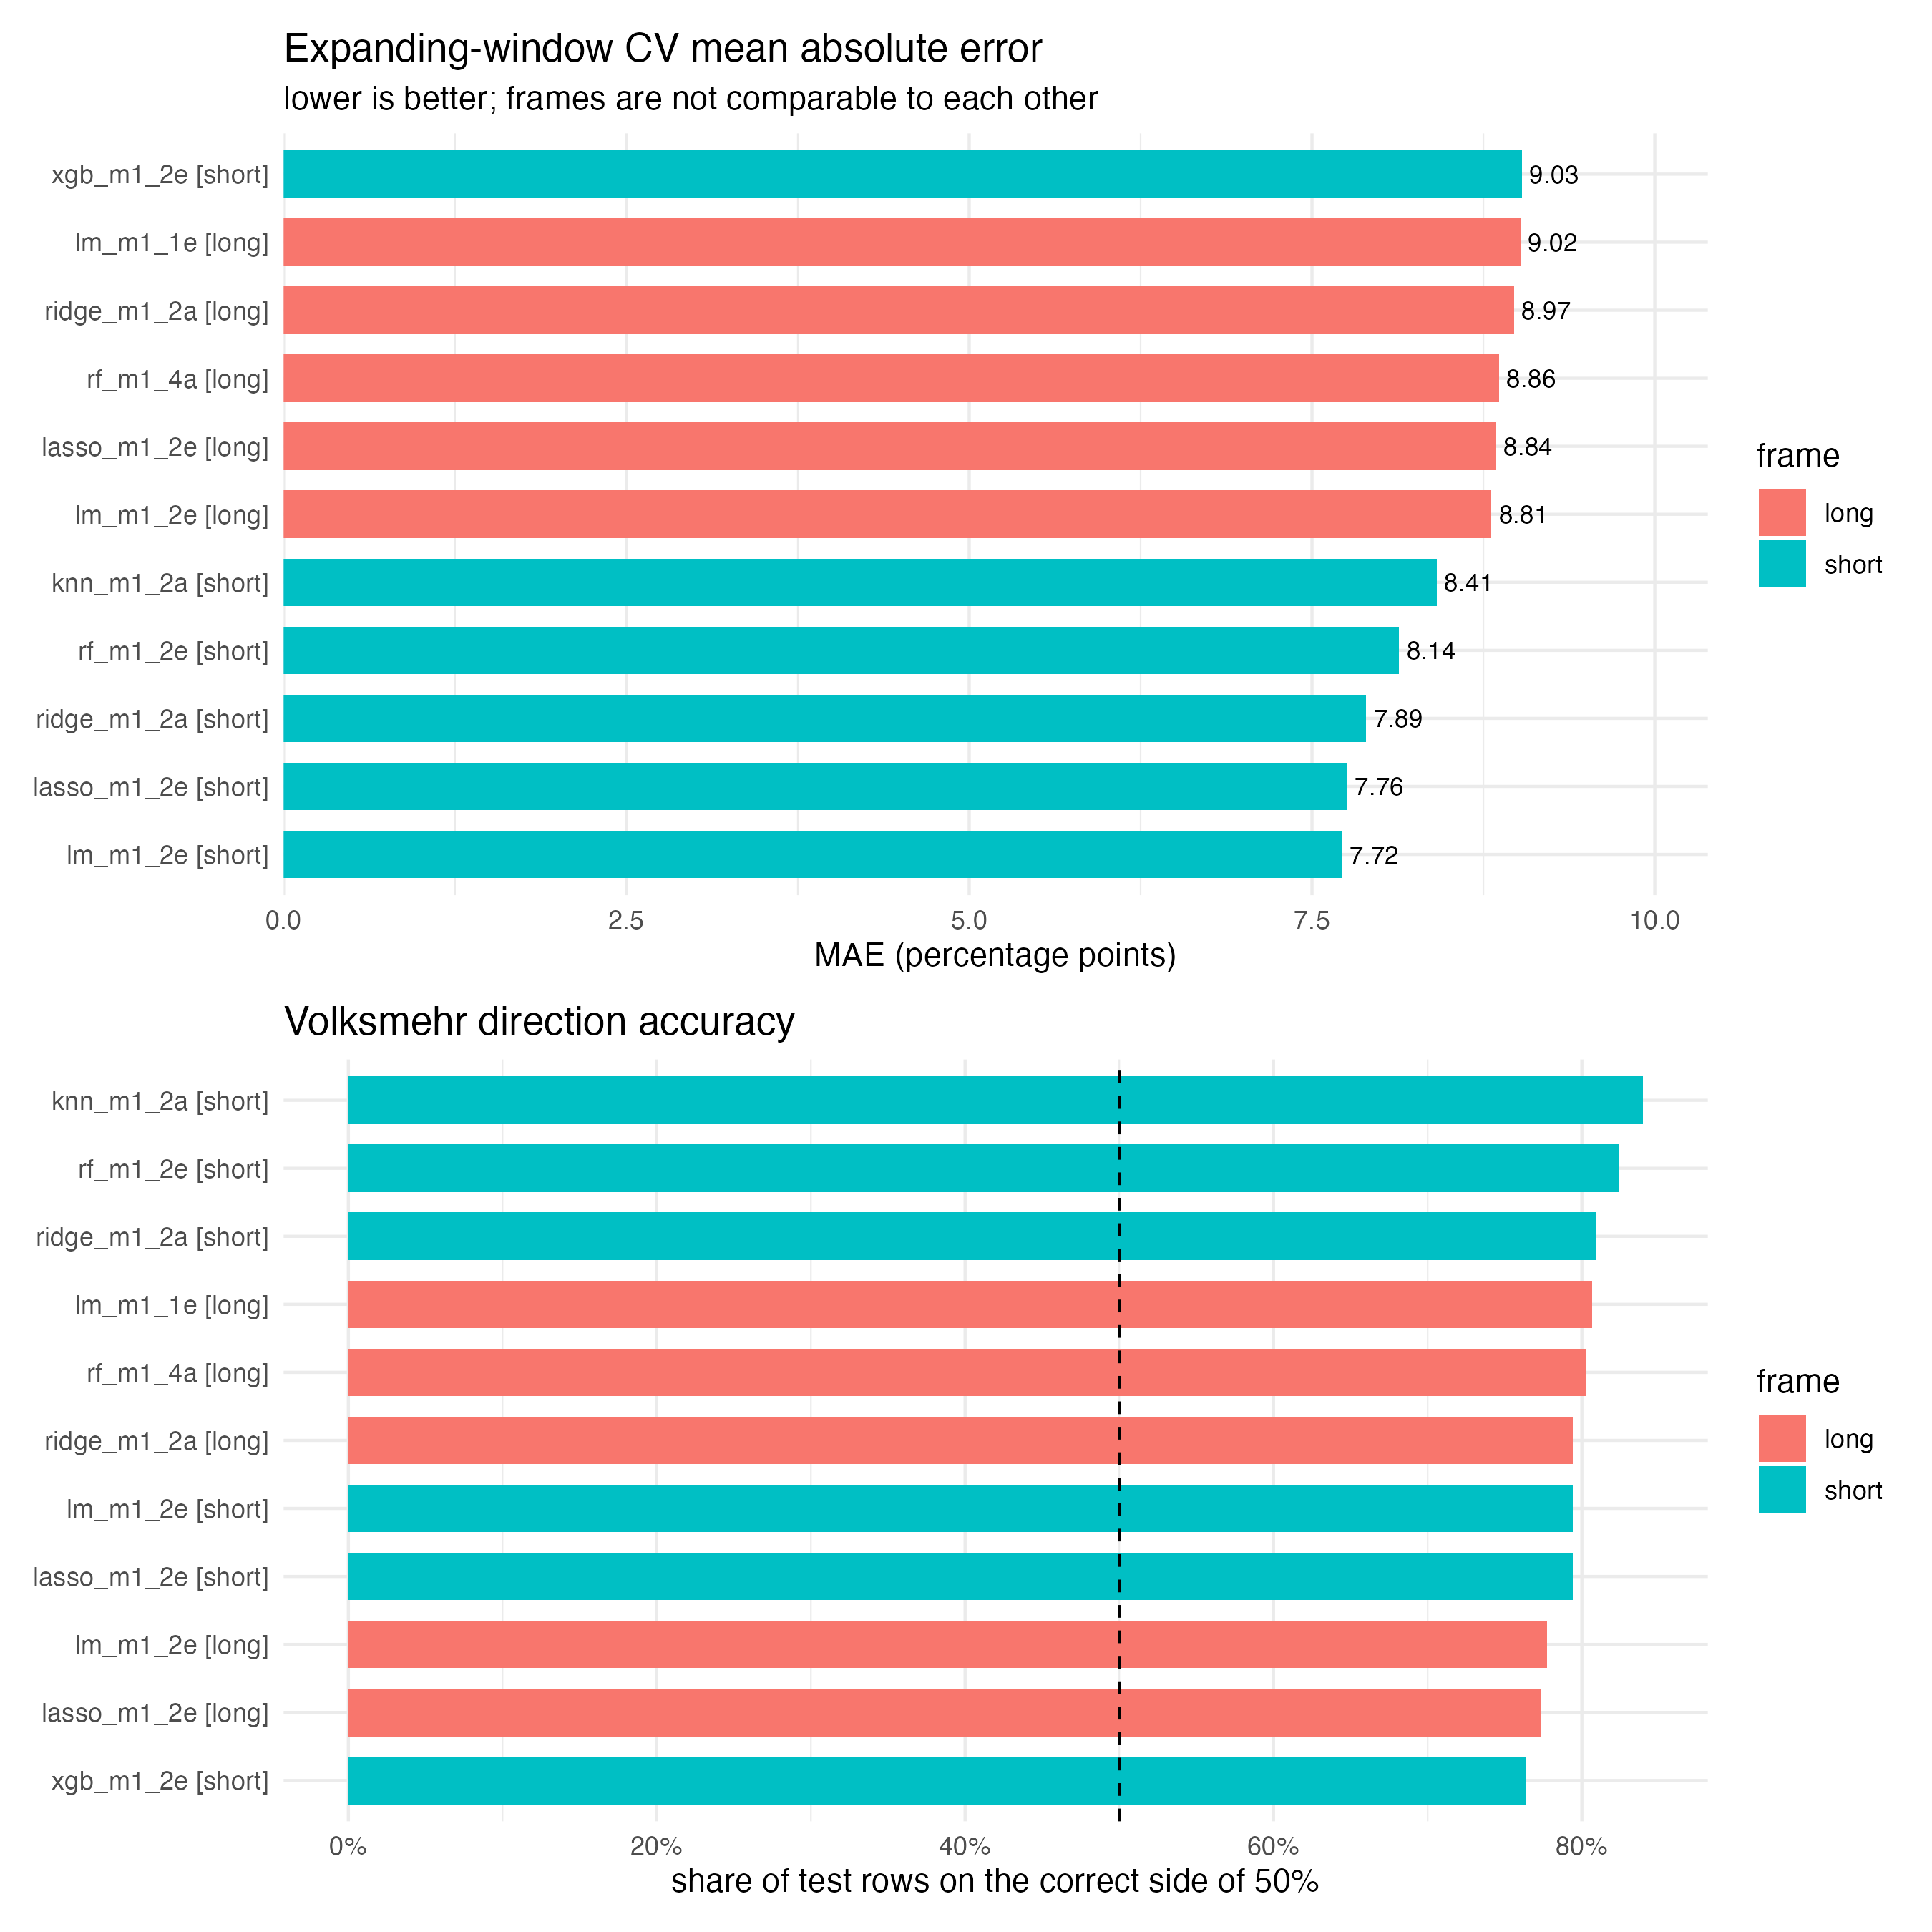 Expanding-window CV mean absolute error
lower is better; frames are not comparable to each other
xgb_m1_2e [short] 9.03
lm_m1_1e [long] 9.02
ridge_m1_2a [long] 8.97
rf_m1_4a [long] 8.86
lasso_m1_2e [long] 8.84
lm_m1_2e [long] 8.81
knn_m1_2a [short] 8.41
rf_m1_2e [short] 8.14
ridge_m1_2a [short] 7.89
lasso_m1_2e [short] 7.76
lm_m1_2e [short] 7.72
0.0 2.5 5.0 7.5 10.0
MAE (percentage points)
frame
long
short
Volksmehr direction accuracy
knn_m1_2a [short]
rf_m1_2e [short]
ridge_m1_2a [short]
lm_m1_1e [long]
rf_m1_4a [long]
ridge_m1_2a [long]
lm_m1_2e [short]
lasso_m1_2e [short]
lm_m1_2e [long]
lasso_m1_2e [long]
xgb_m1_2e [short]
0% 20% 40% 60% 80%
share of test rows on the correct side of 50%
frame
long
short